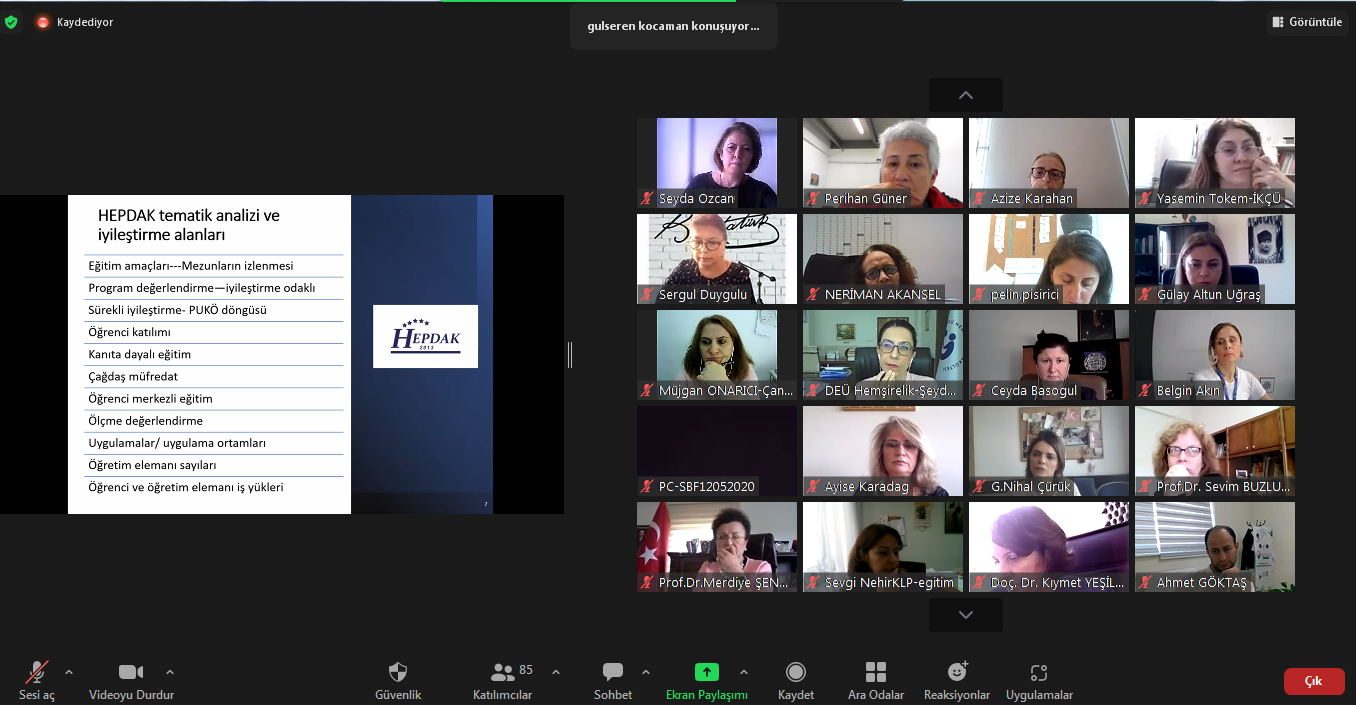 Kaydediyor
gulseren kocaman konuşuyor...
Görüntüle
HEPDAK tematik analizi ve
iyileştirme alanları
Eğitim amaçları---Mezunların izlenmesi
Program değerlendirme—iyileştirme odaklı
Sürekli iyileştirme- PUKÖ döngüsü
Öğrenci katılımı
Kanıta dayalı eğitim
Çağdaş müfredat
Öğrenci merkezli eğitim
Ölçme değerlendirme
Uygulamalar/ uygulama ortamları
Öğretim elemanı sayıları
Öğrenci ve öğretim elemanı iş yükleri
HEPDAK
2013
7
Seyda Ozcan
Perihan Güner
Azize Karahan
Yasemin Tokem-İKÇÜ
Sergul Duygulu
NERİMAN AKANSEL
pelin.pisirici
Gülay Altun Uğraş
Müjgan ONARICI-Çan...
DEÜ Hemşirelik-Şeyd...
Ceyda Basogul
Belgin Akın
PC-SBF12052020
Ayise Karadag
G.Nihal Çürük
Prof.Dr. Sevim BUZLU...
Prof.Dr.Merdiye ŞEN...
Sevgi NehirKLP-egitim
Doç. Dr. Kıymet YEŞİL...
Ahmet GÖKTAŞ
Sesi aç
Videoyu Durdur
Güvenlik
85
Katılımcılar
Sohbet
Ekran Paylaşımı
Kaydet
Ara Odalar
Reaksiyonlar
Uygulamalar
Çık